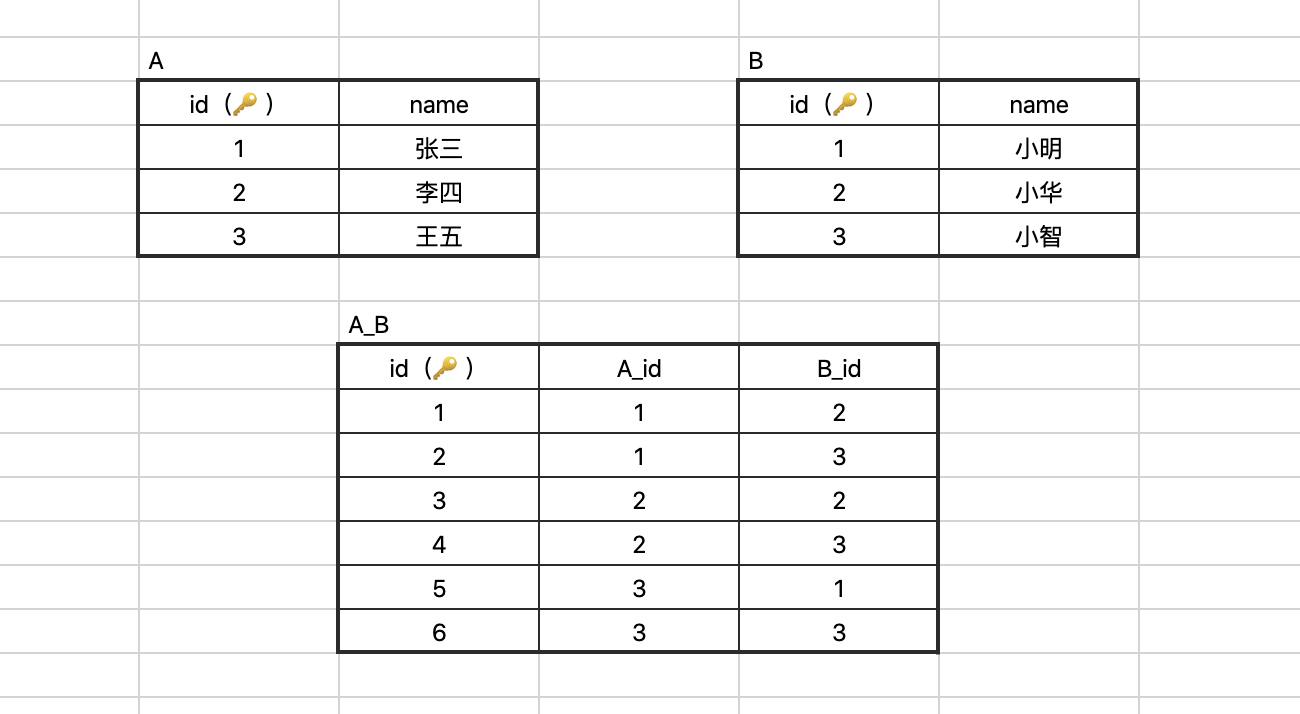 A B
id（🔑） name id（🔑） name
1 张三 1 小明
2 李四 2 小华
3 王五 3 小智
A_B
id（🔑） A_id B_id
1 1 2
2 1 3
3 2 2
4 2 3
5 3 1
6 3 3